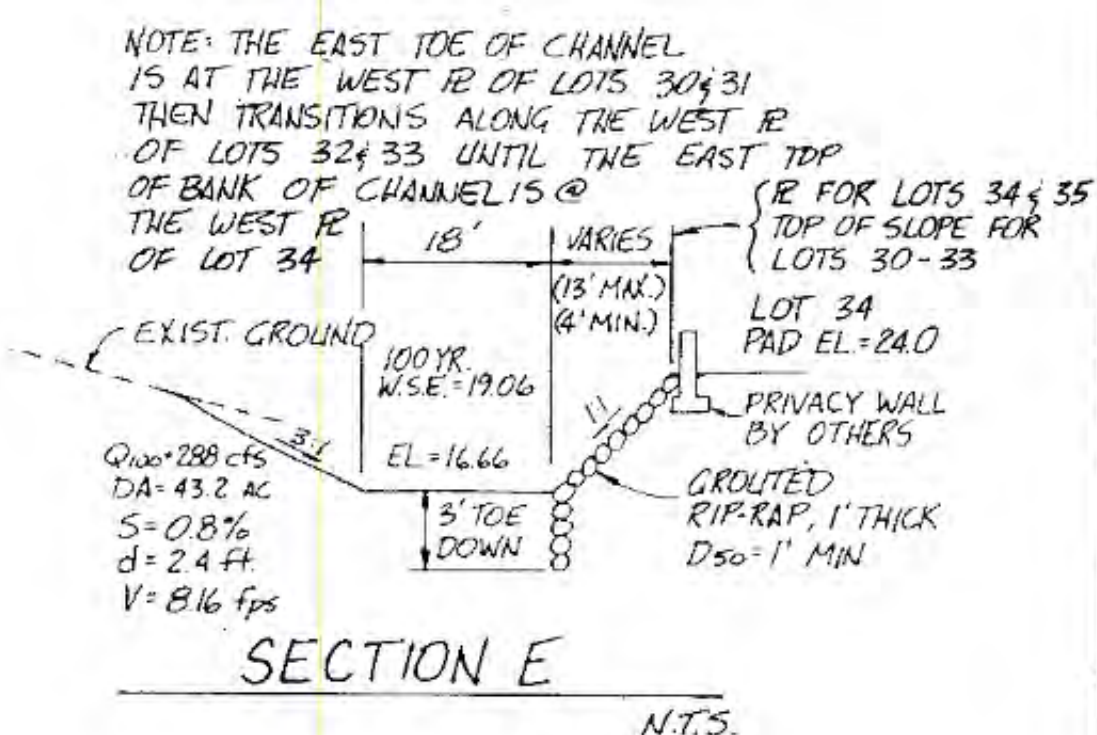 NOTE: THE EAST TOE OF CHANNEL
IS AT THE WEST ⅊ OF LOTS 30 & 31
THEN TRANSITIONS ALONG THE WEST ⅊
OF LOTS 32 & 33 UNTIL THE EAST TOP
OF BANK OF CHANNEL IS @
THE WEST ⅊
OF LOT 34
18'
VARIES
(13' MAX.)
(4' MIN.)
⅊ FOR LOTS 34 & 35
TOP OF SLOPE FOR
LOTS 30-33
LOT 34
PAD EL.=24.0
EXIST. GROUND
100 YR.
W.S.E.=19.06
1:1
PRIVACY WALL
BY OTHERS
3:1
EL=16.66
Q100=288 cfs
DA=43.2 AC
S=0.8%
d=2.4 ft.
V=8.16 fps
3' TOE
DOWN
GROUTED
RIP-RAP, 1' THICK
D50=1' MIN
SECTION E
N.T.S.